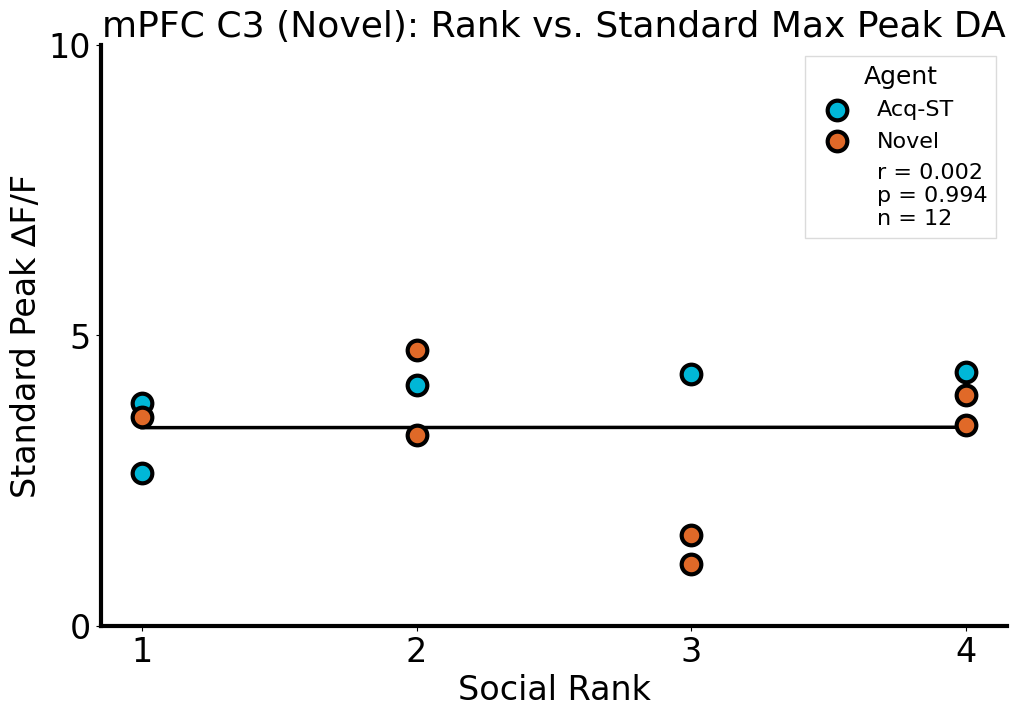 mPFC C3 (Novel): Rank vs. Standard Max Peak DA
10
5
0
Standard Peak ΔF/F
1 2 3 4
Social Rank
Agent
Acq-ST
Novel
r = 0.002
p = 0.994
n = 12